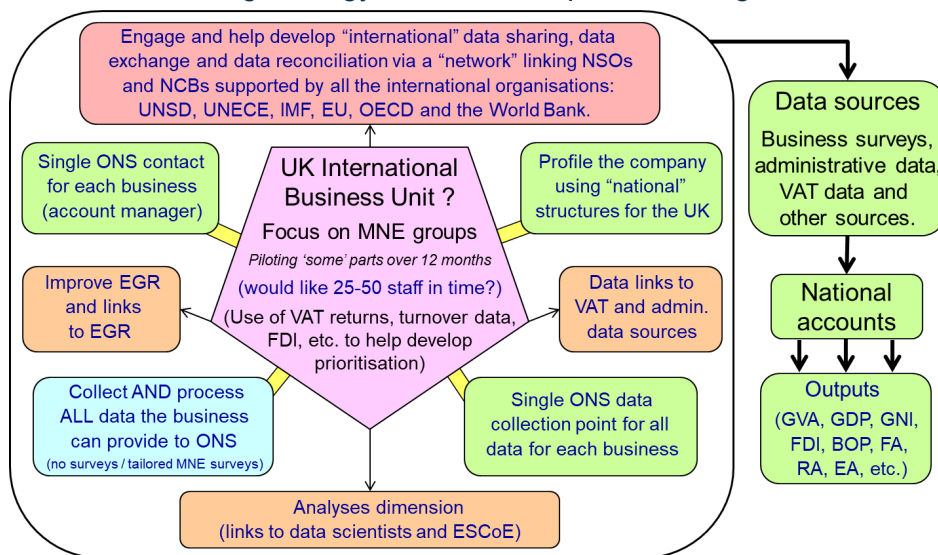 Engage and help develop “international” data sharing, data
exchange and data reconciliation via a “network” linking NSOs
and NCBs supported by all the international organisations:
UNSD, UNECE, IMF, EU, OECD and the World Bank.
Single ONS contact
for each business
(account manager)
UK International
Business Unit ?
Focus on MNE groups
Piloting ‘some’ parts over 12 months
(would like 25-50 staff in time?)
(Use of VAT returns, turnover data,
FDI, etc. to help develop
prioritisation)
Profile the company
using “national”
structures for the UK
Improve EGR
and links
to EGR
Data links to
VAT and admin.
data sources
Collect AND process
ALL data the business
can provide to ONS
(no surveys / tailored MNE surveys)
Single ONS data
collection point for all
data for each business
Analyses dimension
(links to data scientists and ESCoE)
Data sources
Business surveys,
administrative data,
VAT data and
other sources.
National
accounts
Outputs
(GVA, GDP, GNI,
FDI, BOP, FA,
RA, EA, etc.)